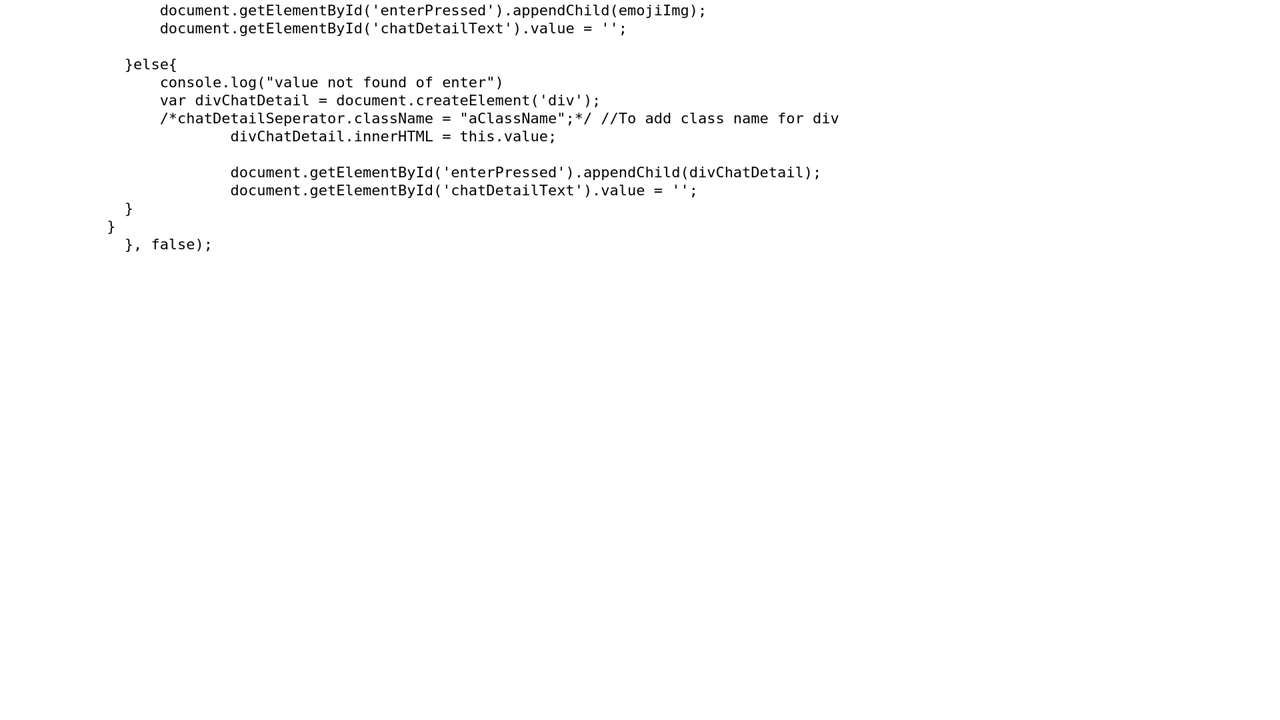 document.getElementById('enterPressed').appendChild(emojiImg);
document.getElementById('chatDetailText').value = '';
}else{
console.log("value not found of enter")
var divChatDetail = document.createElement('div');
/*chatDetailSeperator.className = "aClassName";*/ //To add class name for div
divChatDetail.innerHTML = this.value;
document.getElementById('enterPressed').appendChild(divChatDetail);
document.getElementById('chatDetailText').value = '';
}
}
}, false);